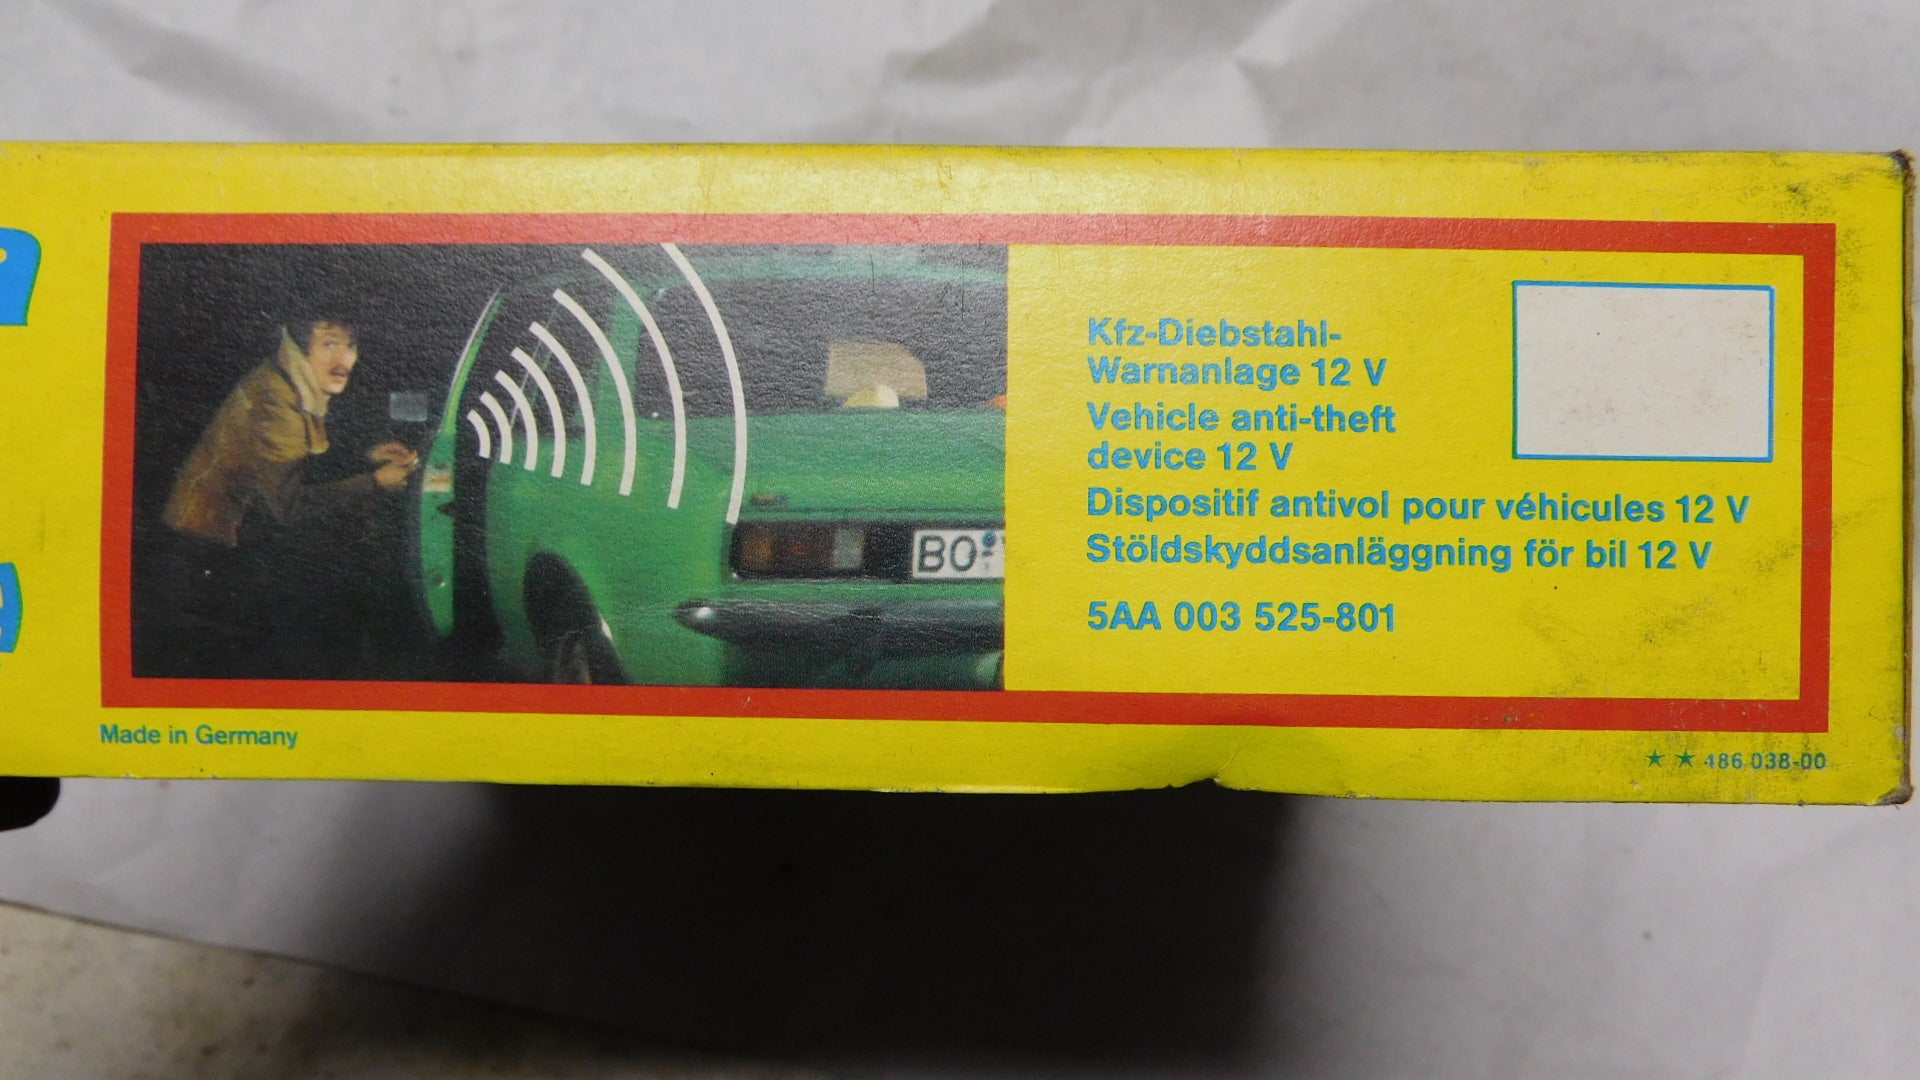 BO
Kfz-Diebstahl-
Warnanlage 12 V
Vehicle anti-theft
device 12 V
Dispositif antivol pour véhicules 12 V
Stöldskyddsanläggning för bil 12 V
5AA 003 525-801
Made in Germany
★ ★ 486 038-00